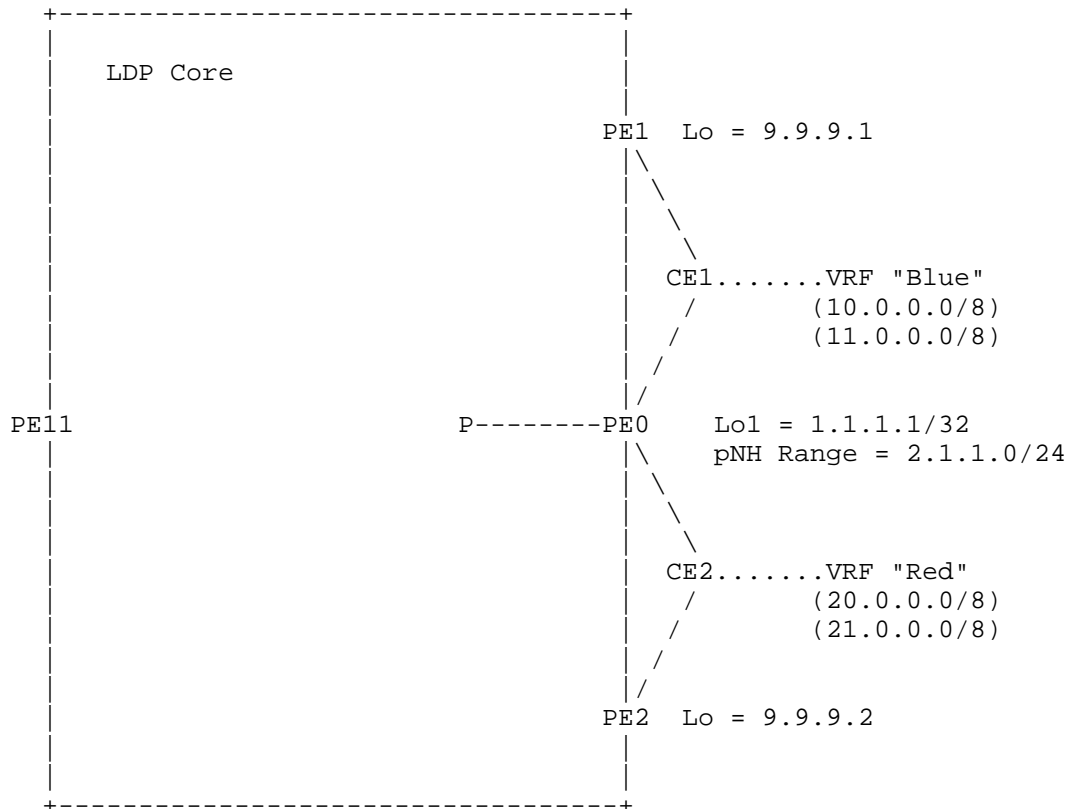 LDP Core
PE1 Lo = 9.9.9.1
CE1.......VRF "Blue"
(10.0.0.0/8)
(11.0.0.0/8)
PE11 P--------PE0 Lo1 = 1.1.1.1/32
pNH Range = 2.1.1.0/24
CE2.......VRF "Red"
(20.0.0.0/8)
(21.0.0.0/8)
PE2 Lo = 9.9.9.2